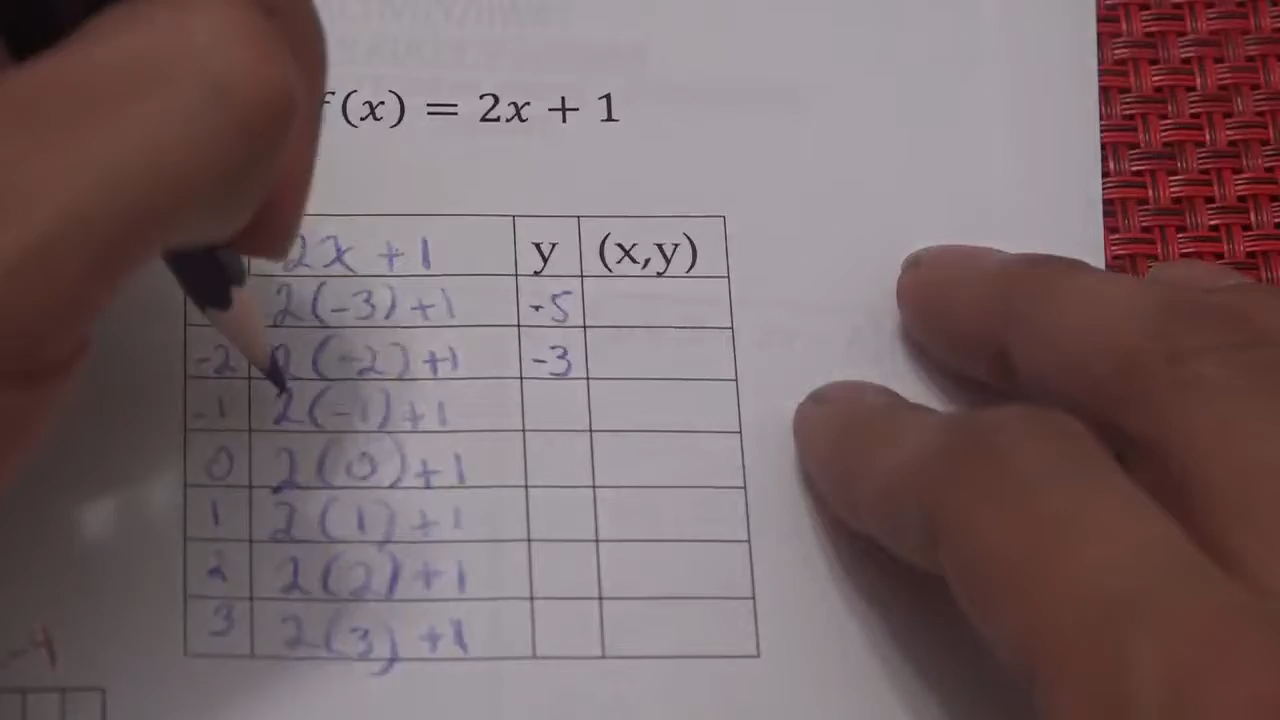 (x) = 2x + 1
2x + 1 y (x,y)
2(-3)+1 -5
-2 2(-2)+1 -3
-1 2(-1)+1
0 2(0)+1
1 2(1)+1
2 2(2)+1
3 2(3)+1
-4